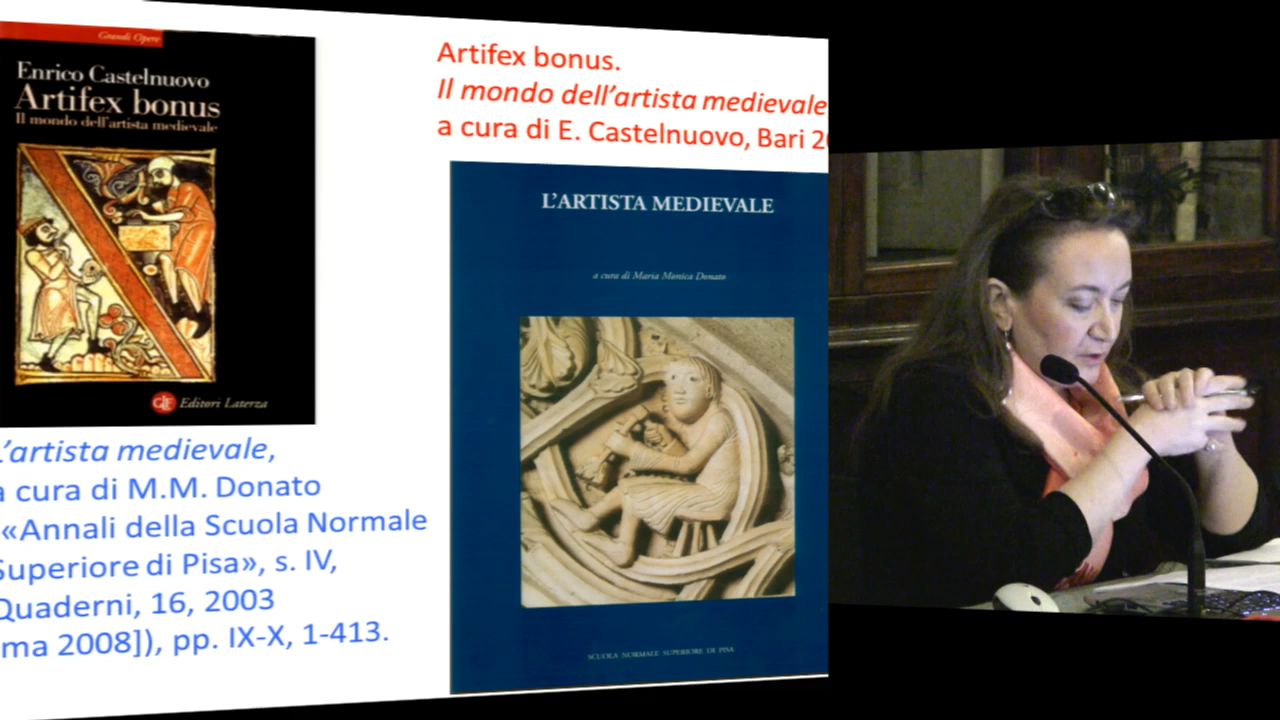 Grandi Opere
Enrico Castelnuovo
Artifex bonus
Il mondo dell'artista medievale
Editori Laterza
L'artista medievale,
a cura di M.M. Donato
«Annali della Scuola Normale
Superiore di Pisa», s. IV,
Quaderni, 16, 2003
ma 2008]), pp. IX-X, 1-413.
Artifex bonus.
Il mondo dell'artista medievale
a cura di E. Castelnuovo, Bari 20
L'ARTISTA MEDIEVALE
a cura di Maria Monica Donato
SCUOLA NORMALE SUPERIORE DI PISA